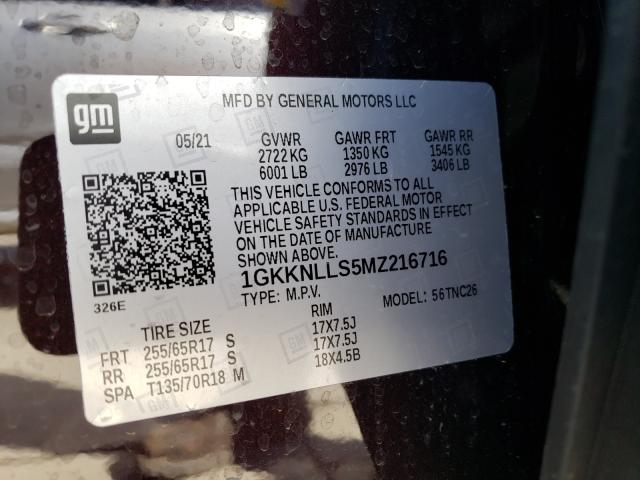 gm
MFD BY GENERAL MOTORS LLC
05/21 GVWR GAWR FRT GAWR RR
2722 KG 1350 KG 1545 KG
6001 LB 2976 LB 3406 LB
THIS VEHICLE CONFORMS TO ALL
APPLICABLE U.S. FEDERAL MOTOR
VEHICLE SAFETY STANDARDS IN EFFECT
ON THE DATE OF MANUFACTURE
SHOWN ABOVE.
1GKKNLLS5MZ216716
326E
TYPE: M.P.V. MODEL: 56TNC26
TIRE SIZE RIM
FRT 255/65R17 S 17X7.5J
RR 255/65R17 S 17X7.5J
SPA T135/70R18 M 18X4.5B